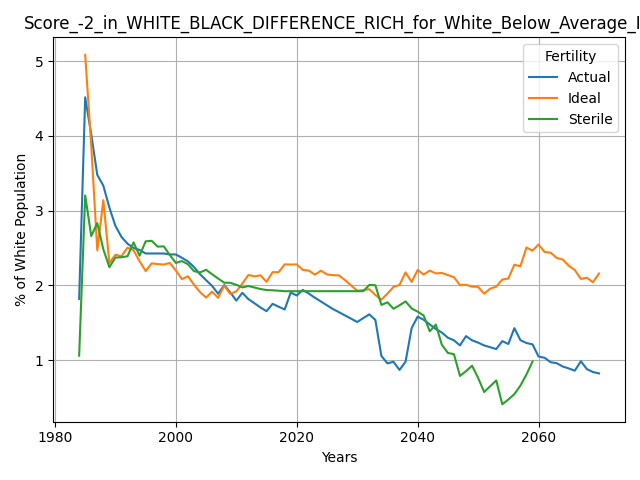 Score_-2_in_WHITE_BLACK_DIFFERENCE_RICH_for_White_Below_Average_
Fertility
Actual
Ideal
Sterile
% of White Population
5
4
3
2
1
1980
2000
2020
2040
2060
Years